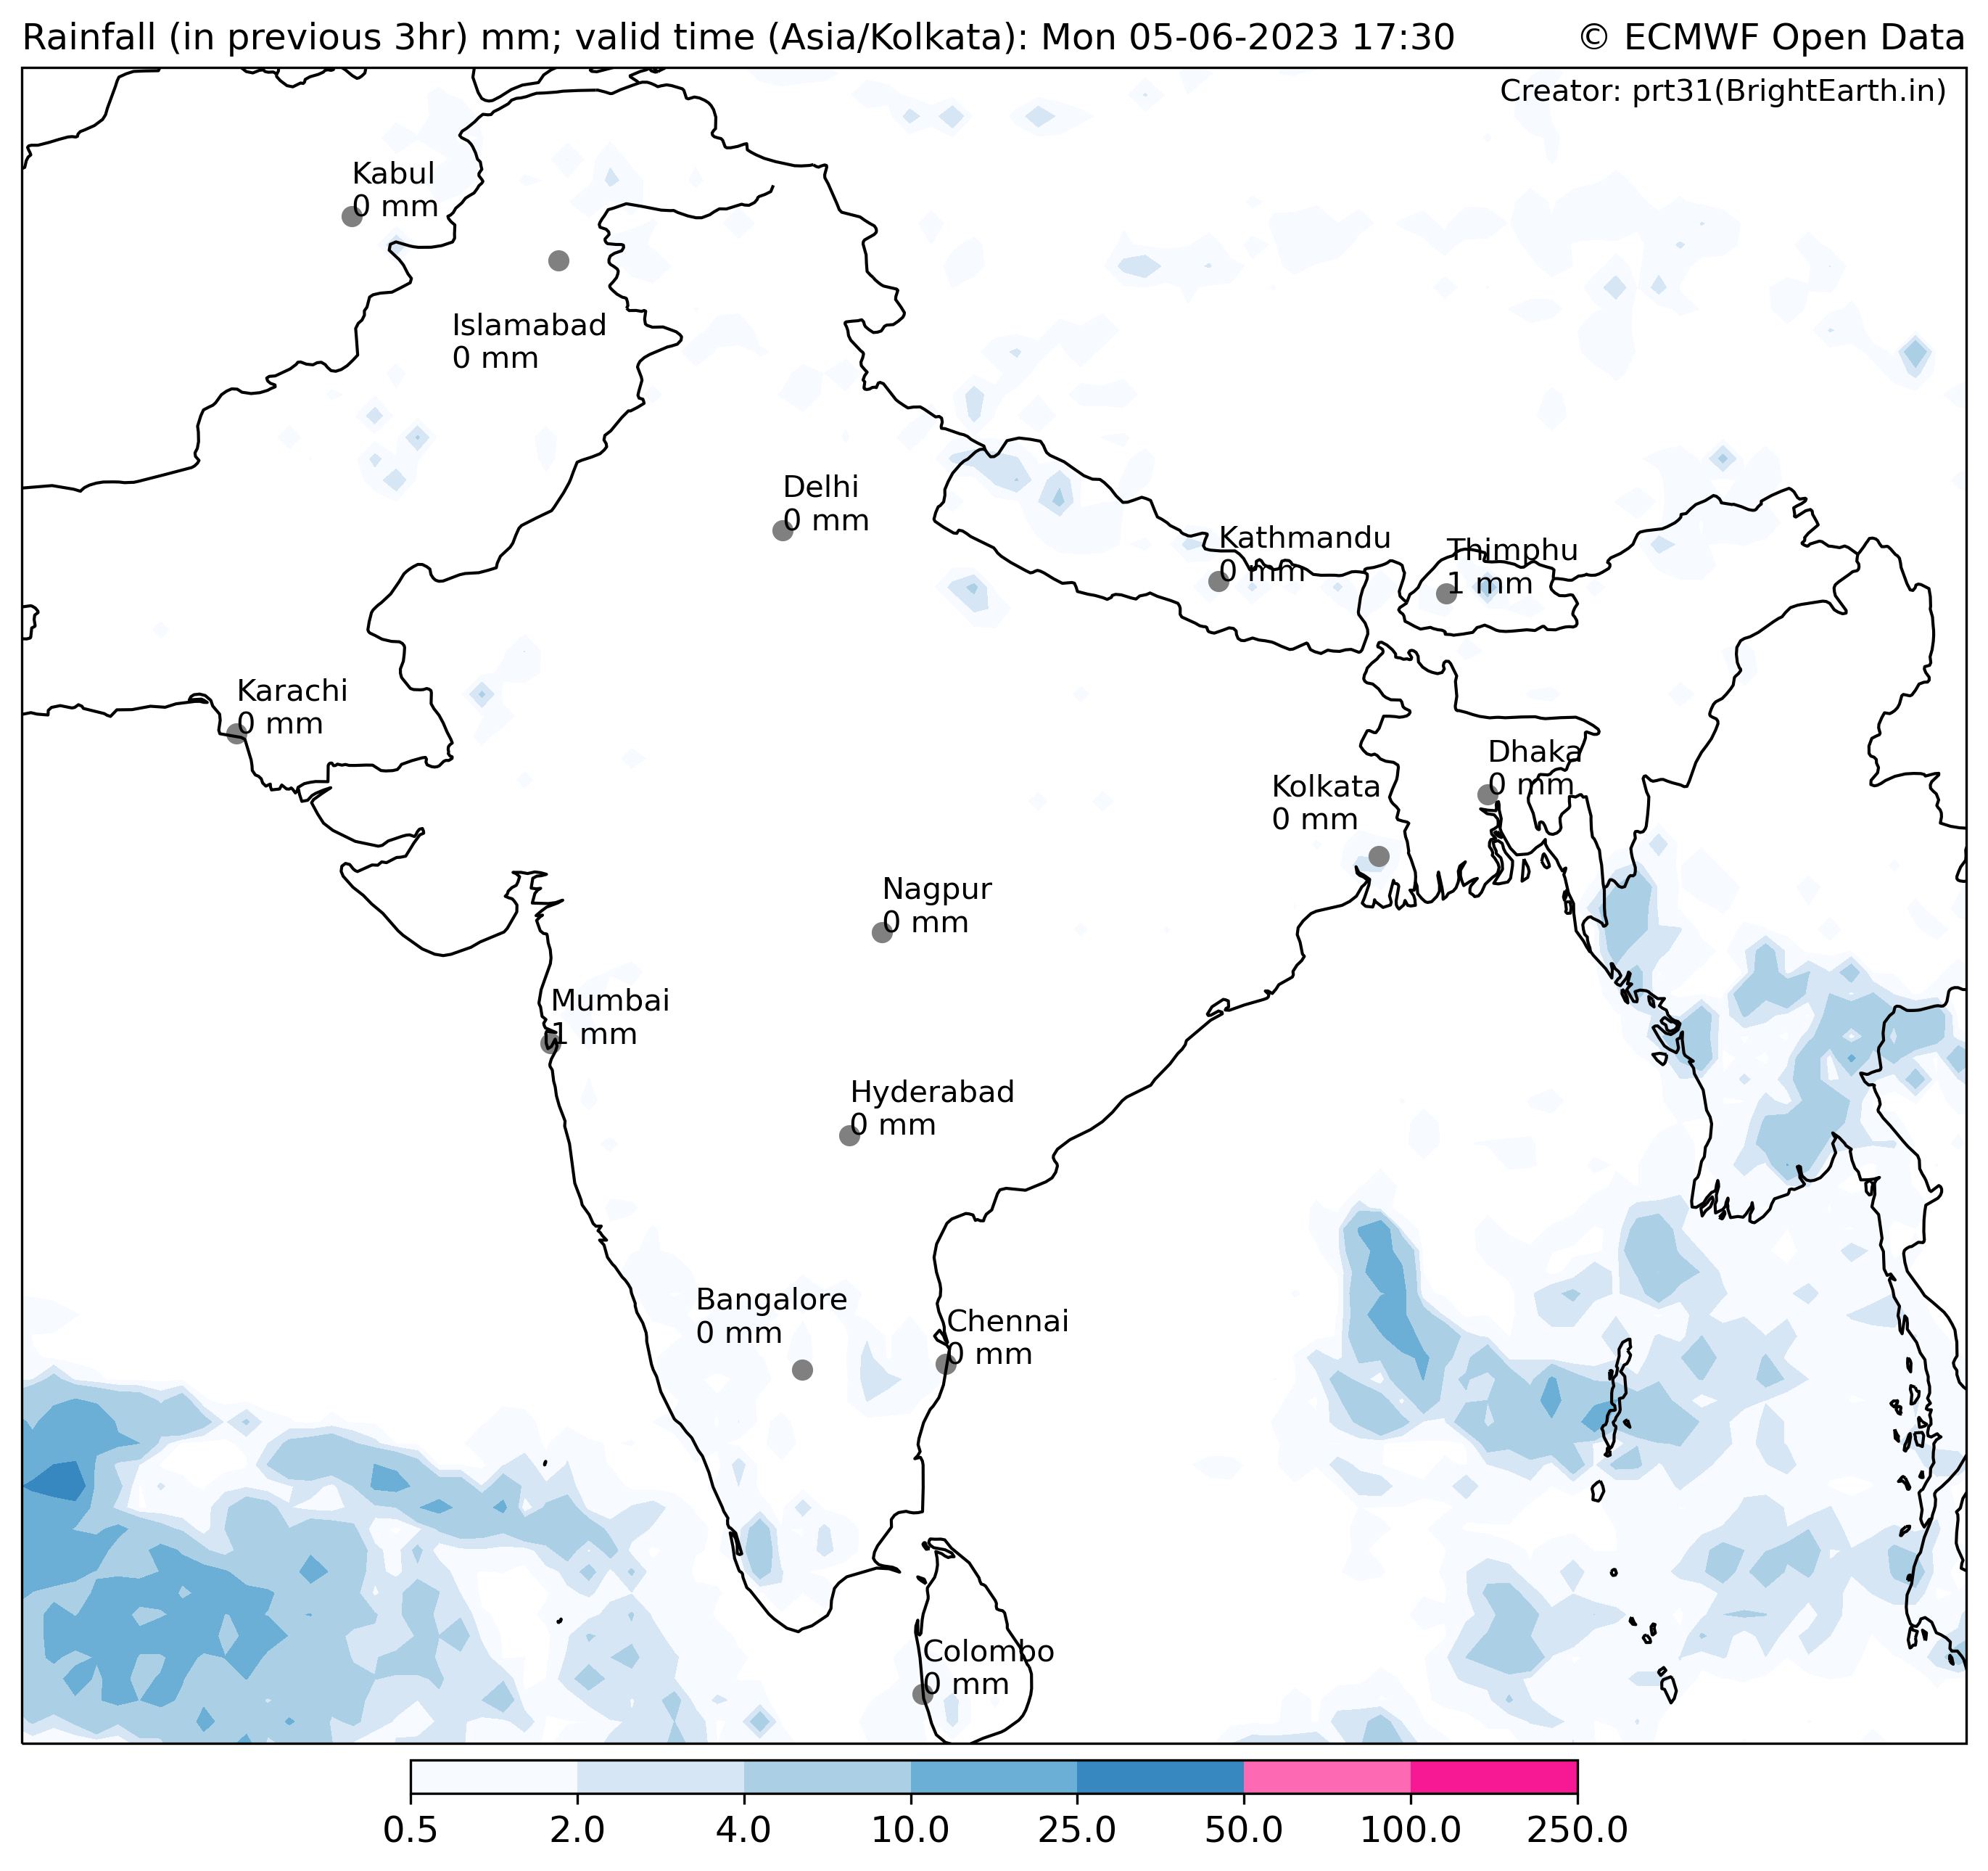 Rainfall (in previous 3hr) mm; valid time (Asia/Kolkata): Mon 05-06-2023 17:30
© ECMWF Open Data
Creator: prt31(BrightEarth.in)
Kabul
0 mm
Islamabad
0 mm
Delhi
0 mm
Kathmandu
0 mm
Thimphu
1 mm
Karachi
0 mm
Dhaka
0 mm
Kolkata
0 mm
Nagpur
0 mm
Mumbai
1 mm
Hyderabad
0 mm
Bangalore
0 mm
Chennai
0 mm
Colombo
0 mm
0.5 2.0 4.0 10.0 25.0 50.0 100.0 250.0